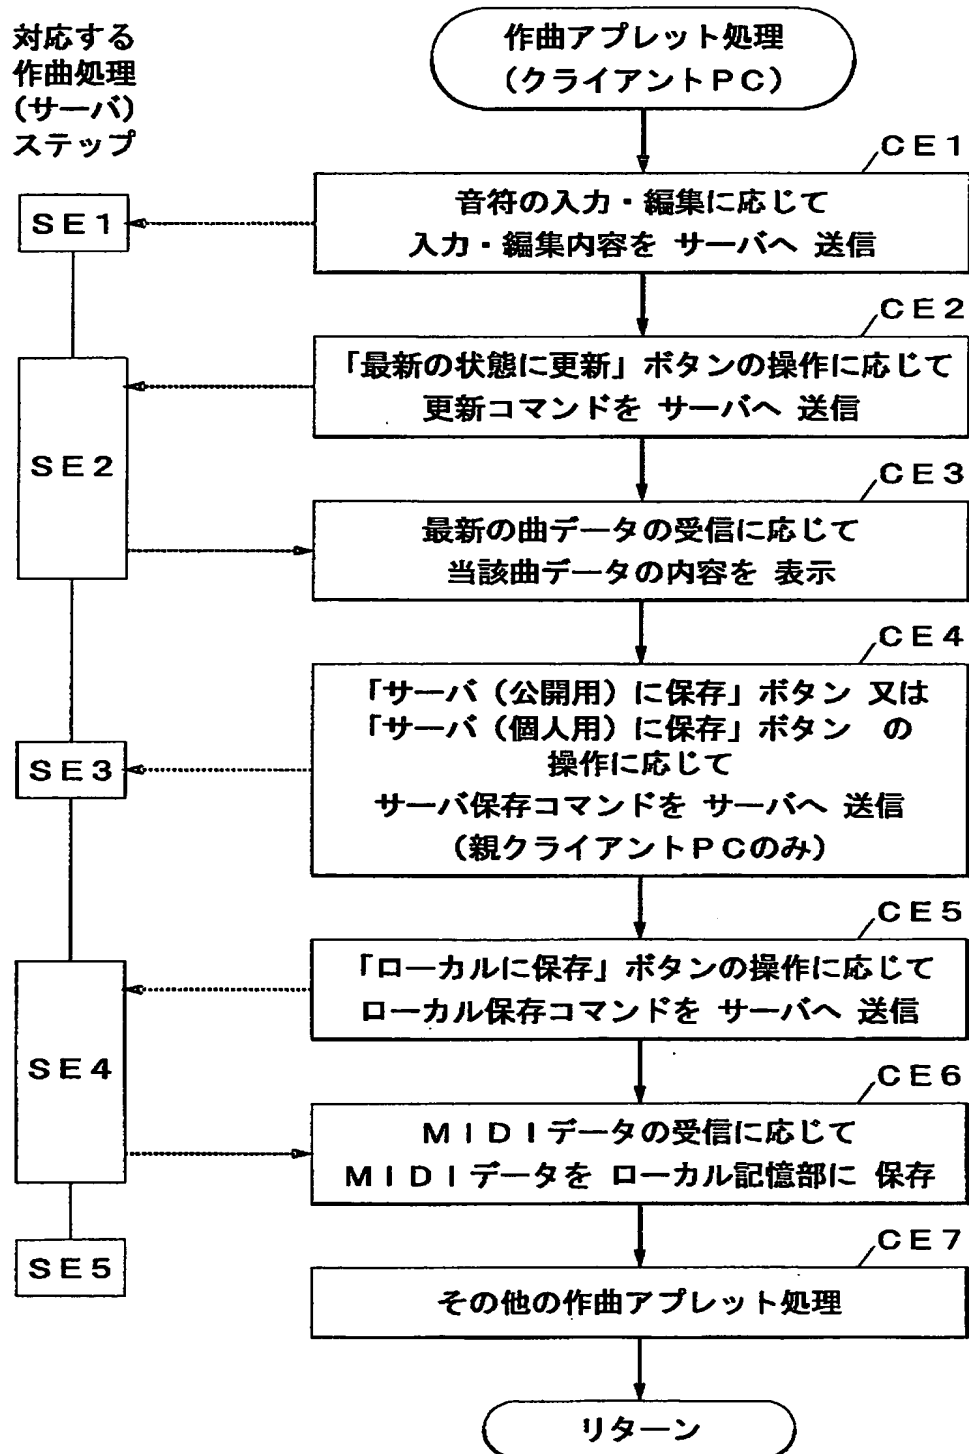 対応する
作曲処理
(サーバ)
ステップ
作曲アプレット処理
(クライアントPC)
CE1
音符の入力・編集に応じて
入力・編集内容を サーバへ 送信
SE1
CE2
「最新の状態に更新」ボタンの操作に応じて
更新コマンドを サーバへ 送信
SE2
CE3
最新の曲データの受信に応じて
当該曲データの内容を 表示
CE4
「サーバ(公開用)に保存」ボタン 又は
「サーバ(個人用)に保存」ボタン の
操作に応じて
サーバ保存コマンドを サーバへ 送信
(親クライアントPCのみ)
SE3
CE5
「ローカルに保存」ボタンの操作に応じて
ローカル保存コマンドを サーバへ 送信
SE4
CE6
MIDIデータの受信に応じて
MIDIデータを ローカル記憶部に 保存
CE7
その他の作曲アプレット処理
SE5
リターン